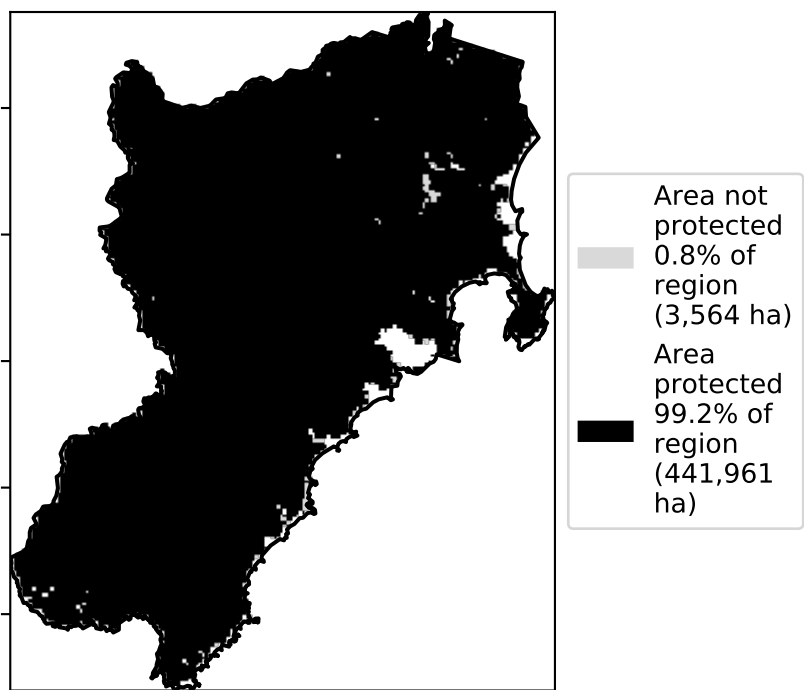 Area not
protected
0.8% of
region
(3,564 ha)
Area
protected
99.2% of
region
(441,961
ha)